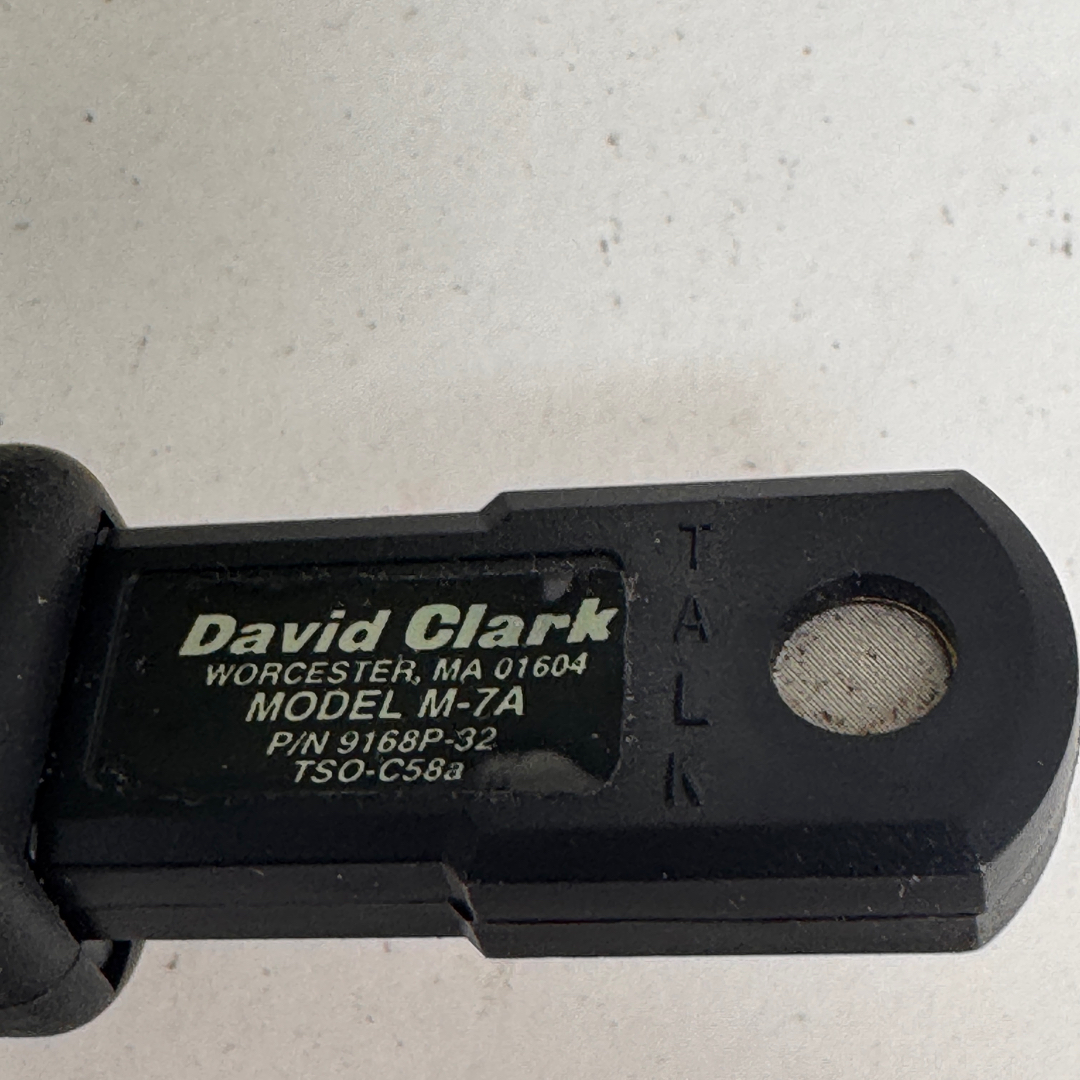 David Clark
WORCESTER, MA 01604
MODEL M-7A
P/N 9168P-32
TSO-C58a
TALK